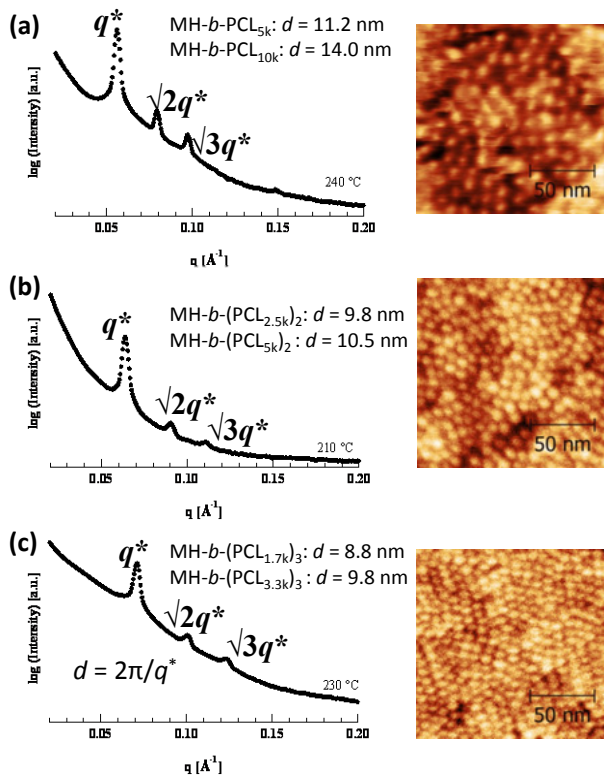 (a)
q*
MH-b-PCL5k: d = 11.2 nm
MH-b-PCL10k: d = 14.0 nm
√2q*
√3q*
log (Intensity) [a.u.]
240 °C
0.05 0.10 0.15 0.20
q [Å-1]
50 nm
(b)
q*
MH-b-(PCL2.5k)2: d = 9.8 nm
MH-b-(PCL5k)2: d = 10.5 nm
√2q*
√3q*
log (Intensity) [a.u.]
210 °C
0.05 0.10 0.15 0.20
q [Å-1]
50 nm
(c)
q*
MH-b-(PCL1.7k)3: d = 8.8 nm
MH-b-(PCL3.3k)3 : d = 9.8 nm
√2q*
√3q*
d = 2π/q*
log (Intensity) [a.u.]
230 °C
0.05 0.10 0.15 0.20
q [Å-1]
50 nm